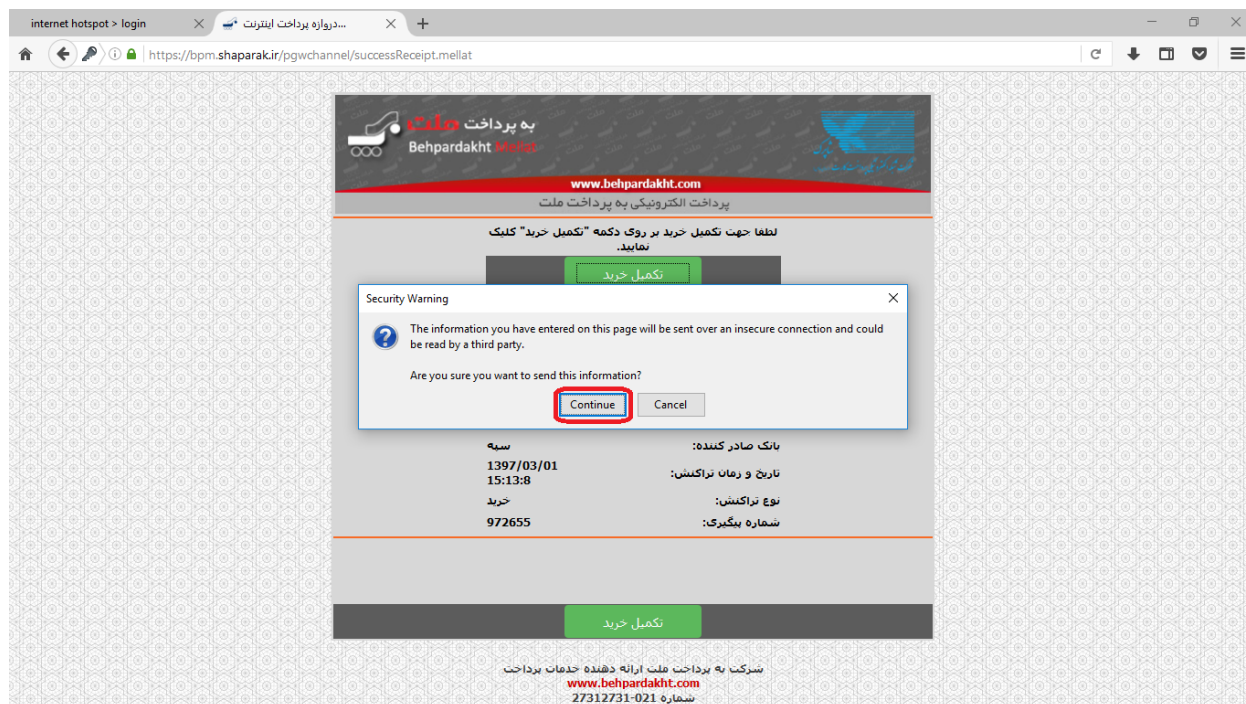 internet hotspot > login
دروازه پرداخت اینترنت...
https://bpm.shaparak.ir/pgwchannel/successReceipt.mellat
به پرداخت ملت
Behpardakht Mellat
www.behpardakht.com
پرداخت الکترونیکی به پرداخت ملت
لطفا جهت تکمیل خرید بر روی دکمه "تکمیل خرید" کلیک
نمایید.
تکمیل خرید
Security Warning
The information you have entered on this page will be sent over an insecure connection and could
be read by a third party.
Are you sure you want to send this information?
Continue Cancel
بانک صادر کننده: سپه
تاریخ و زمان تراکنش: 1397/03/01
15:13:8
نوع تراکنش: خرید
شماره پیگیری: 972655
تکمیل خرید
شرکت به پرداخت ملت ارائه دهنده خدمات پرداخت
www.behpardakht.com
شماره 021-27312731